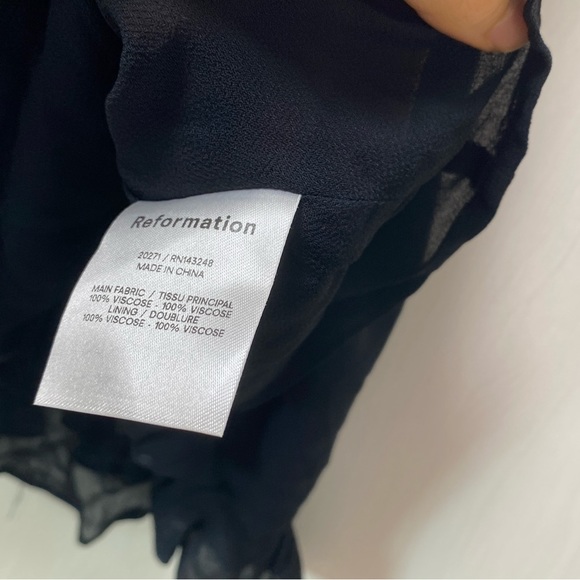 Reformation
20271 / RN143248
MADE IN CHINA
MAIN FABRIC / TISSU PRINCIPAL
100% VISCOSE - 100% VISCOSE
LINING / DOUBLURE
100% VISCOSE - 100% VISCOSE